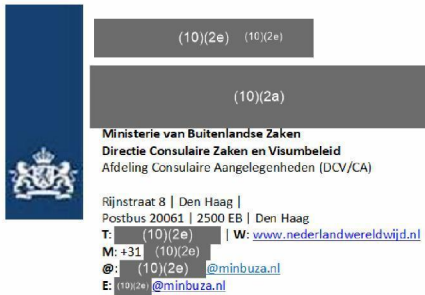 (10)(2e) (10)(2e)
(10)(2a)
Ministerie van Buitenlandse Zaken
Directie Consulaire Zaken en Visumbeleid
Afdeling Consulaire Aangelegenheden (DCV/CA)
Rijnstraat 8 | Den Haag |
Postbus 20061 | 2500 EB | Den Haag
T: (10)(2e) | W: www.nederlandwereldwijd.nl
M: +31 (10)(2e)
@: (10)(2e) @minbuza.nl
E: (10)(2e) @minbuza.nl